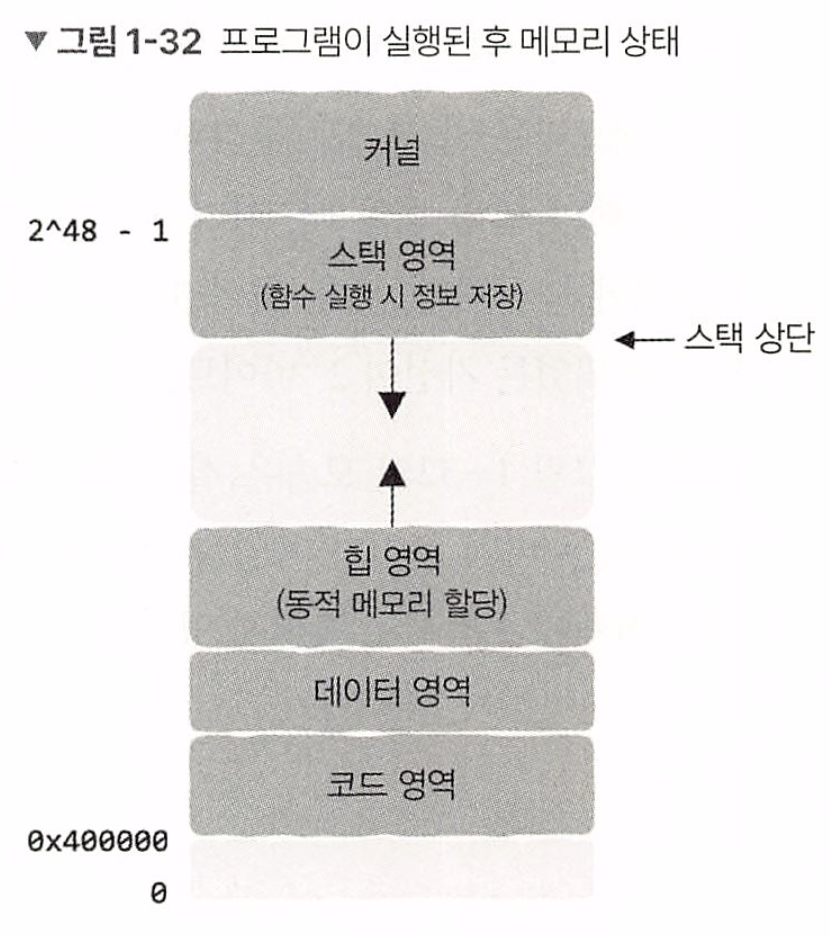 ▼ 그림 1-32 프로그램이 실행된 후 메모리 상태
커널
2^48 - 1
스택 영역
(함수 실행 시 정보 저장)
← 스택 상단
힙 영역
(동적 메모리 할당)
데이터 영역
코드 영역
0x400000
0